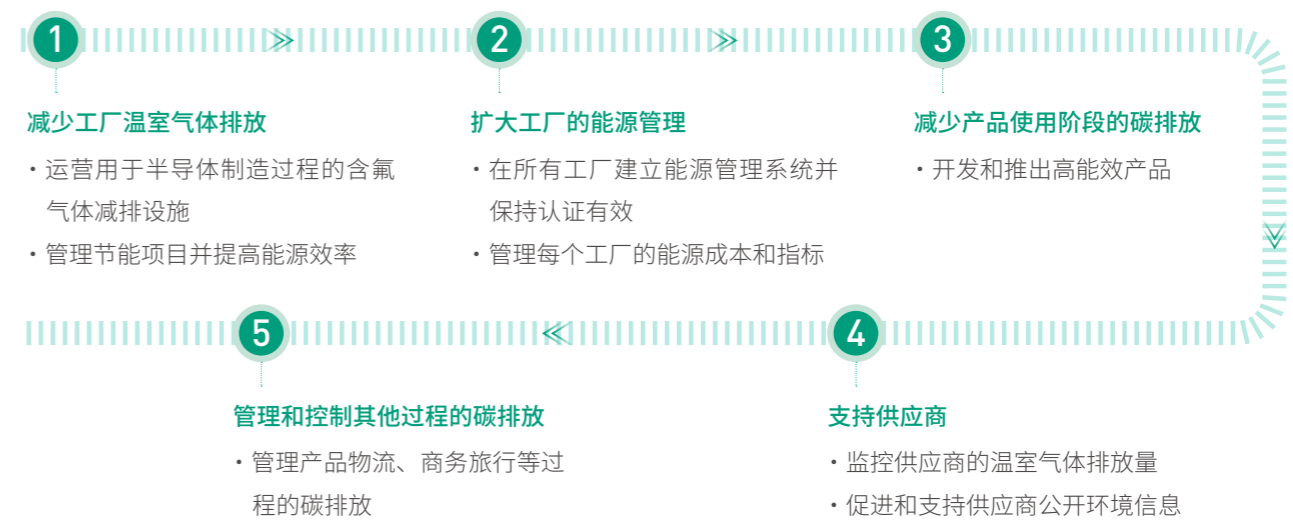 1
减少工厂温室气体排放
・运营用于半导体制造过程的含氟
气体减排设施
・管理节能项目并提高能源效率
2
扩大工厂的能源管理
・在所有工厂建立能源管理系统并
保持认证有效
・管理每个工厂的能源成本和指标
3
减少产品使用阶段的碳排放
・开发和推出高能效产品
4
支持供应商
・监控供应商的温室气体排放量
・促进和支持供应商公开环境信息
5
管理和控制其他过程的碳排放
・管理产品物流、商务旅行等过
程的碳排放